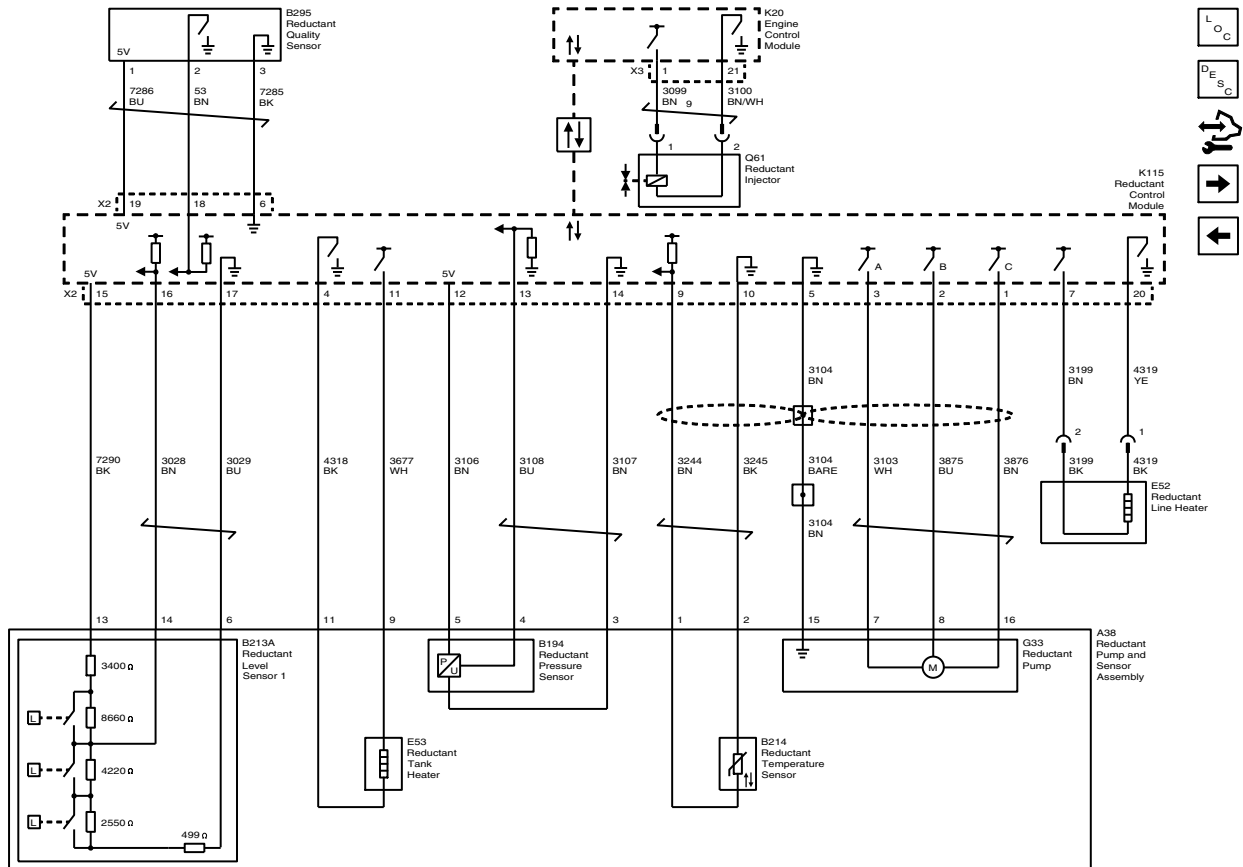 B295
Reductant
Quality
Sensor
5V
1 2 3
7286
BU
53
BN
7285
BK
X2 19 18 6
5V
K20
Engine
Control
Module
X3 1 21
3099
BN
9
3100
BN/WH
1 2
Q61
Reductant
Injector
L
O
C
D
E
S
C
K115
Reductant
Control
Module
A B C
5V 5V
X2 15 16 17 4 11 12 13 14 9 10 5 3 2 1 7 20
3104
BN
3199
BN
4319
YE
2 1
7290
BK
3028
BN
3029
BU
4318
BK
3677
WH
3106
BN
3108
BU
3107
BN
3244
BN
3245
BK
3104
BARE
3103
WH
3875
BU
3876
BN
3199
BK
4319
BK
E52
Reductant
Line Heater
3104
BN
13 14 6 11 9 5 4 3 1 2 15 7 8 16
B213A
Reductant
Level
Sensor 1
3400 Ω
L
8660 Ω
L
4220 Ω
L
2550 Ω
499 Ω
E53
Reductant
Tank
Heater
P
U
B194
Reductant
Pressure
Sensor
B214
Reductant
Temperature
Sensor
M
G33
Reductant
Pump
A38
Reductant
Pump and
Sensor
Assembly